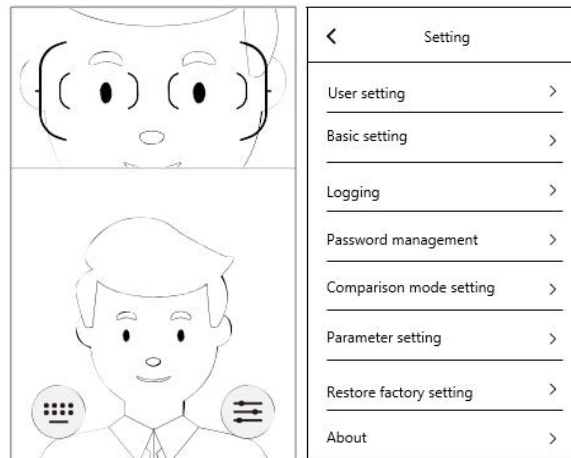 Setting
User setting
Basic setting
Logging
Password management
Comparison mode setting
Parameter setting
Restore factory setting
About